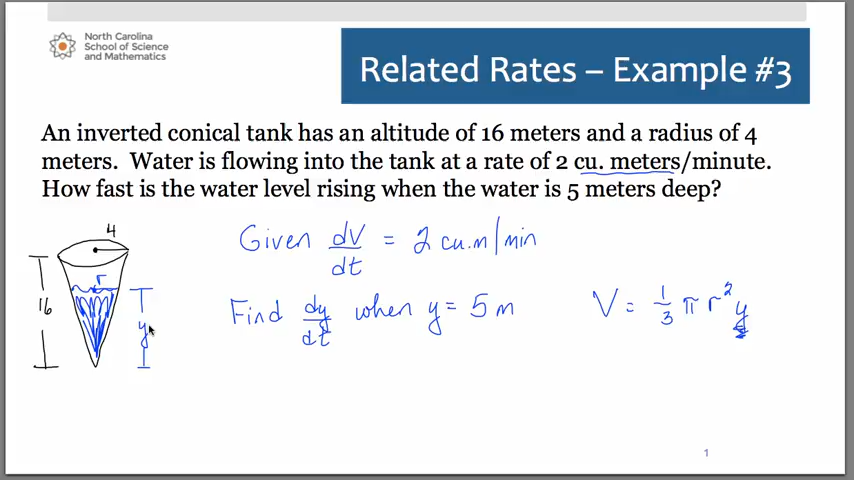 North Carolina
School of Science
and Mathematics
Related Rates – Example #3
An inverted conical tank has an altitude of 16 meters and a radius of 4
meters. Water is flowing into the tank at a rate of 2 cu. meters/minute.
How fast is the water level rising when the water is 5 meters deep?
4
r
16
y
Given dV/dt = 2 cu.m/min
Find dy/dt when y = 5 m
V = 1/3 π r² y
1